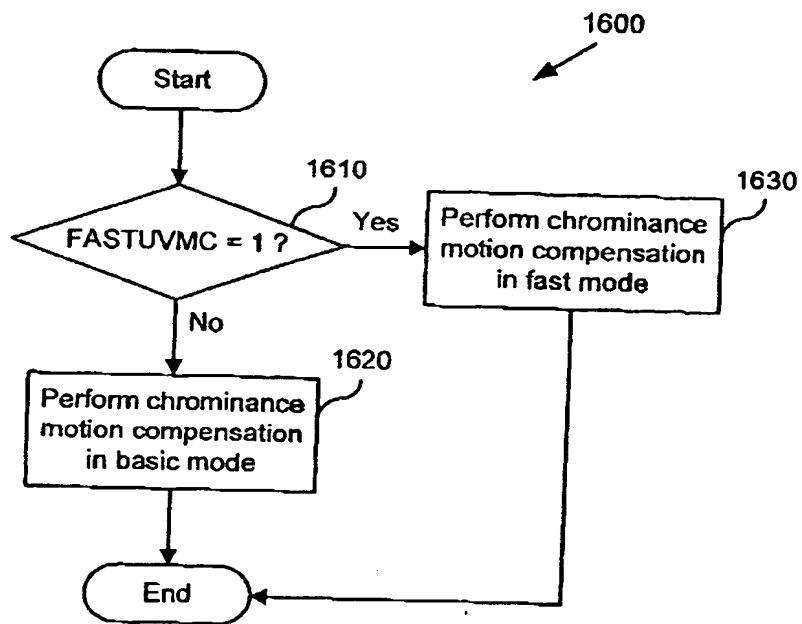 1600
Start
1610
FASTUVMC = 1 ?
Yes
1630
Perform chrominance
motion compensation
in fast mode
No
1620
Perform chrominance
motion compensation
in basic mode
End